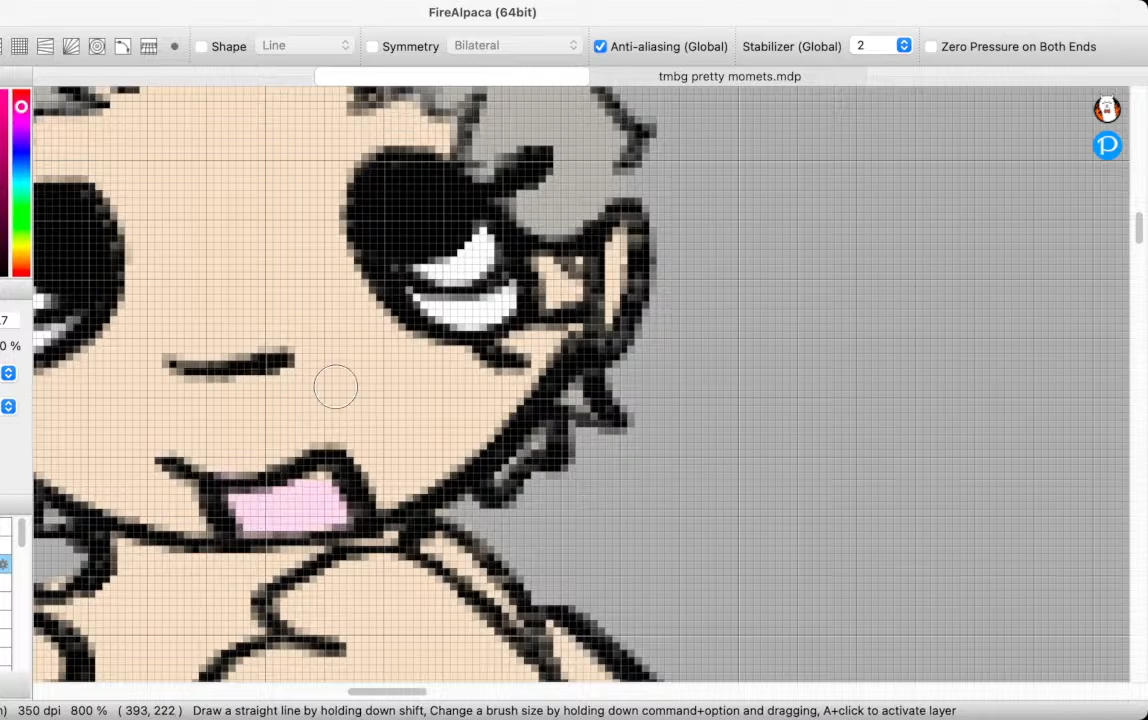 FireAlpaca (64bit)
Shape Line Symmetry Bilateral Anti-aliasing (Global) Stabilizer (Global) 2 Zero Pressure on Both Ends
tmbg pretty momets.mdp
.7
0 %
) 350 dpi 800 % ( 393, 222 ) Draw a straight line by holding down shift, Change a brush size by holding down command+option and dragging, A+click to activate layer